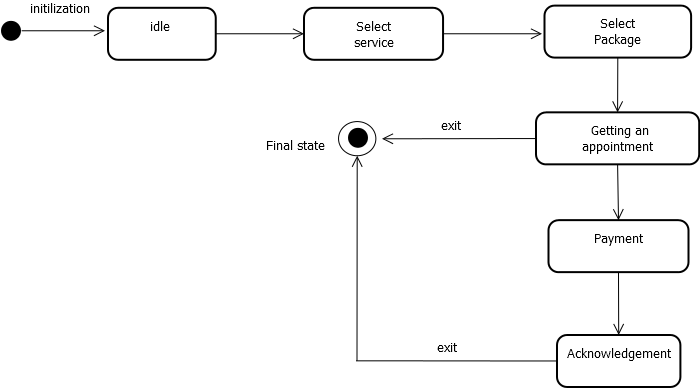 initilization
idle
Select
service
Select
Package
exit
Getting an
appointment
Final state
Payment
exit
Acknowledgement